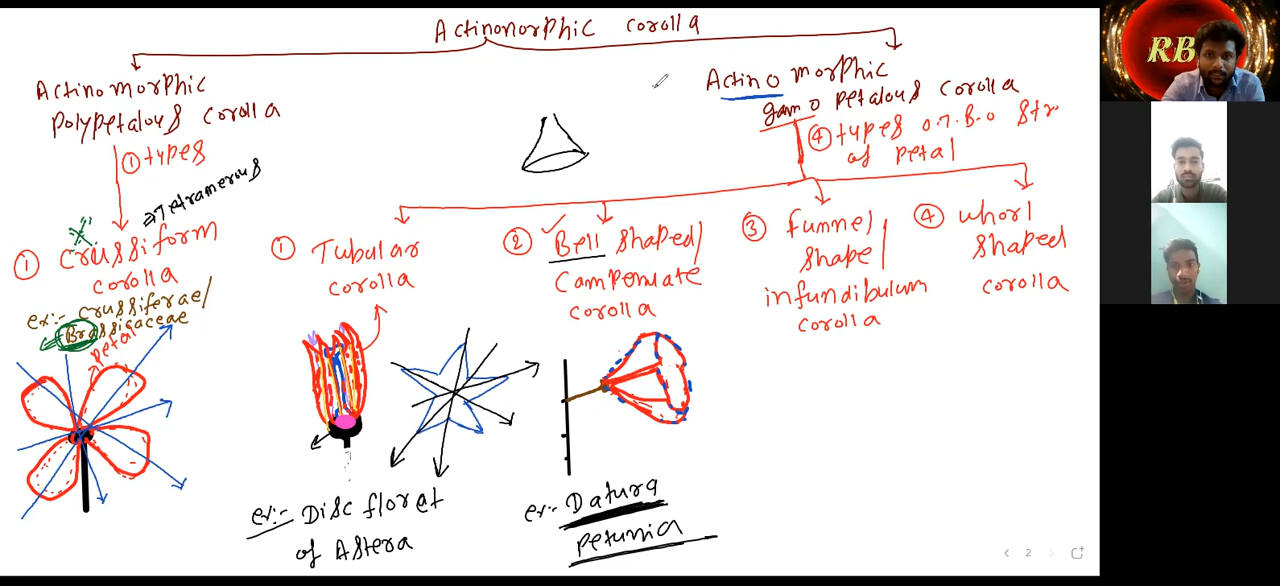 Actinomorphic corolla
Actinomorphic
polypetalous corolla
① types
⇒ Tetramerous
① Crussiform
corolla
ex:- Crussiferae/
Brassicaceae
petal
Actinomorphic
gamopetalous corolla
④ types o.T.B.o Str
of petal
① Tubular
corolla
② Bell shaped/
Campenulate
corolla
③ funnel
shape/
infundibulum
corolla
④ whorl
shaped
corolla
ex:- Disc floret
of Astera
ex:- Datura
petunia
RB
2